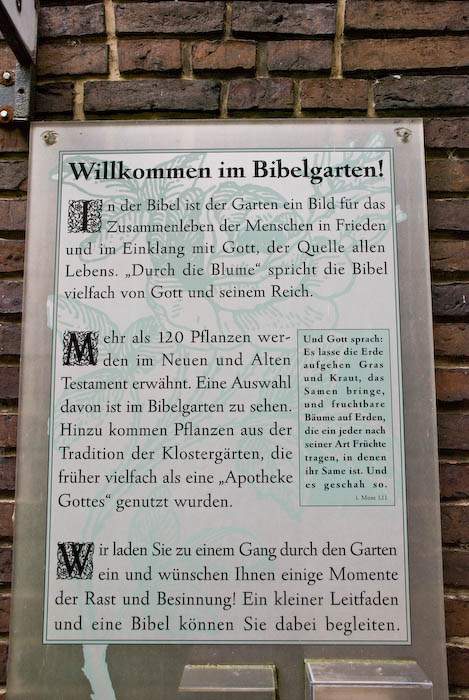 Willkommen im Bibelgarten!
In der Bibel ist der Garten ein Bild für das
Zusammenleben der Menschen in Frieden
und im Einklang mit Gott, der Quelle allen
Lebens. „Durch die Blume“ spricht die Bibel
vielfach von Gott und seinem Reich.
Mehr als 120 Pflanzen wer-
den im Neuen und Alten
Testament erwähnt. Eine Auswahl
davon ist im Bibelgarten zu sehen.
Hinzu kommen Pflanzen aus der
Tradition der Klostergärten, die
früher vielfach als eine „Apotheke
Gottes“ genutzt wurden.
Und Gott sprach:
Es lasse die Erde
aufgehen Gras
und Kraut, das
Samen bringe,
und fruchtbare
Bäume auf Erden,
die ein jeder nach
seiner Art Früchte
tragen, in denen
ihr Same ist. Und
es geschah so.
1. Mose 1,11
Wir laden Sie zu einem Gang durch den Garten
ein und wünschen Ihnen einige Momente
der Rast und Besinnung! Ein kleiner Leitfaden
und eine Bibel können Sie dabei begleiten.